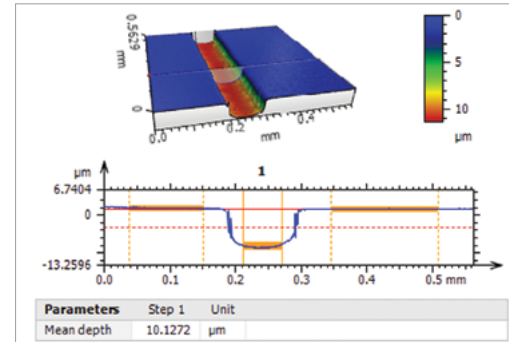 0.5629
mm
0
0.0
0.2
0.4
mm
0
5
10
µm
µm
1
6.7404
0
-13.2596
0.0 0.1 0.2 0.3 0.4 0.5 mm
Parameters Step 1 Unit
Mean depth 10.1272 µm